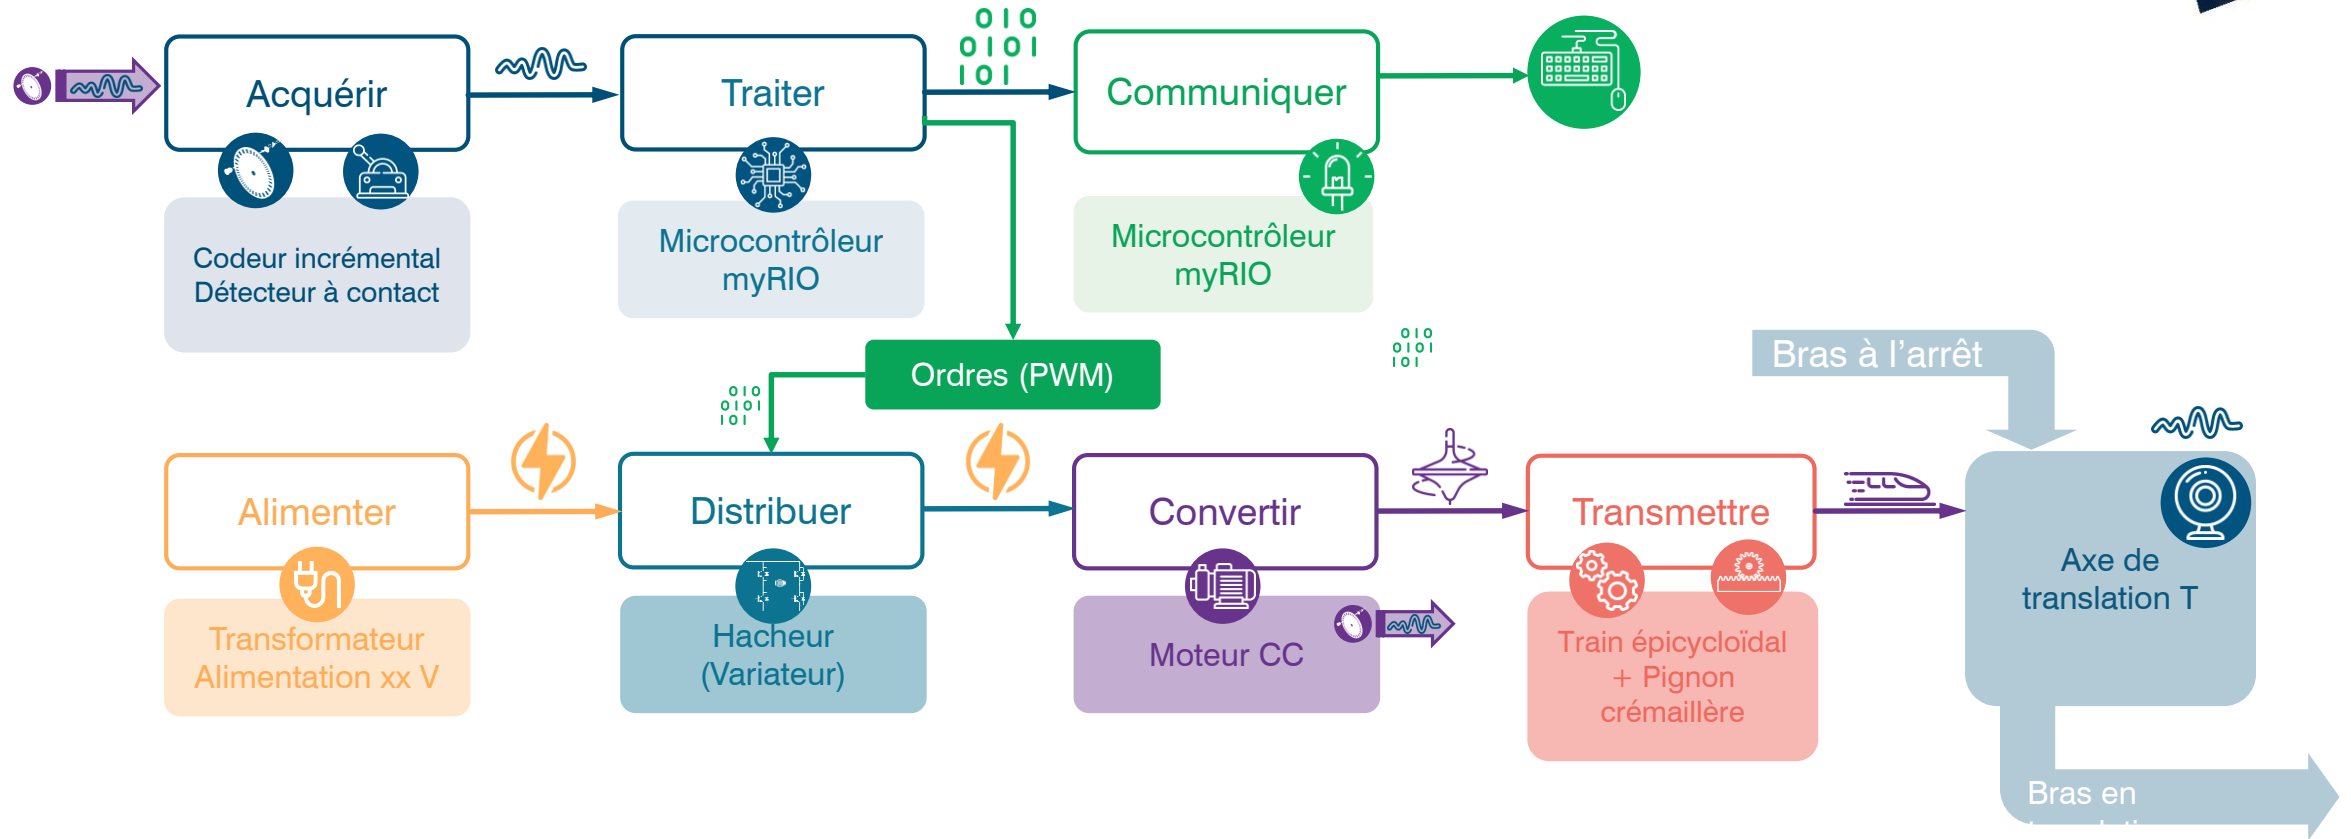 010
0101
101
Acquérir
Traiter
Communiquer
Codeur incrémental
Détecteur à contact
Microcontrôleur
myRIO
Microcontrôleur
myRIO
Ordres (PWM)
010
0101
101
010
0101
101
Bras à l’arrêt
Alimenter
Distribuer
Convertir
Transmettre
Transformateur
Alimentation xx V
Hacheur
(Variateur)
Moteur CC
Train épicycloïdal
+ Pignon
crémaillère
Axe de
translation T
Bras en